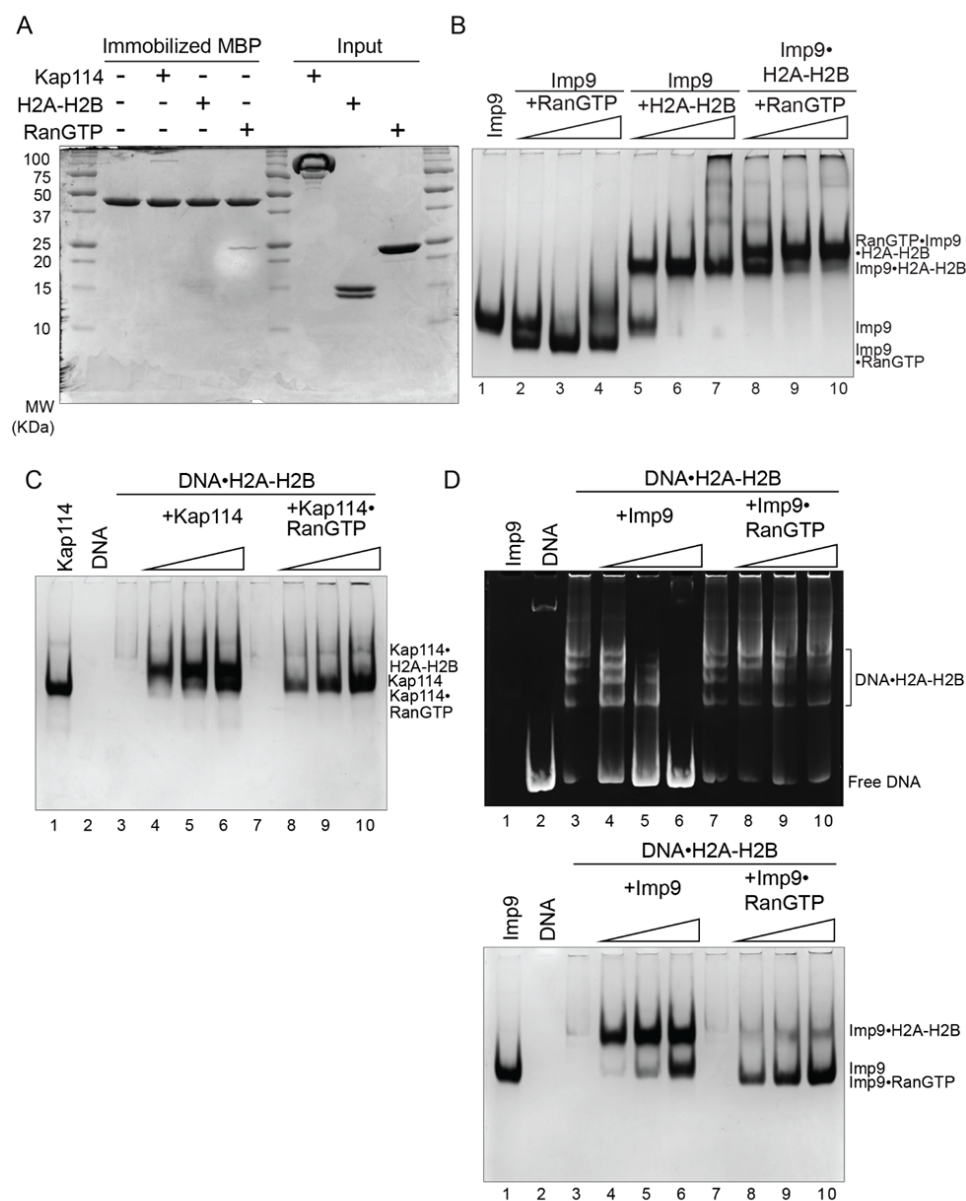 A
Immobilized MBP Input
Kap114 - + - - +
H2A-H2B - - + - +
RanGTP - - - + +
100
75
50
37
25
20
15
10
MW
(KDa)
B
Imp9
Imp9
+RanGTP
Imp9
+H2A-H2B
Imp9•
H2A-H2B
+RanGTP
RanGTP•Imp9
•H2A-H2B
Imp9•H2A-H2B
Imp9
Imp9
•RanGTP
1 2 3 4 5 6 7 8 9 10
C
DNA•H2A-H2B
Kap114
DNA
+Kap114
+Kap114•
RanGTP
Kap114•
H2A-H2B
Kap114
Kap114•
RanGTP
1 2 3 4 5 6 7 8 9 10
D
DNA•H2A-H2B
Imp9
DNA
+Imp9
+Imp9•
RanGTP
DNA•H2A-H2B
Free DNA
1 2 3 4 5 6 7 8 9 10
DNA•H2A-H2B
Imp9
DNA
+Imp9
+Imp9•
RanGTP
Imp9•H2A-H2B
Imp9
Imp9•RanGTP
1 2 3 4 5 6 7 8 9 10